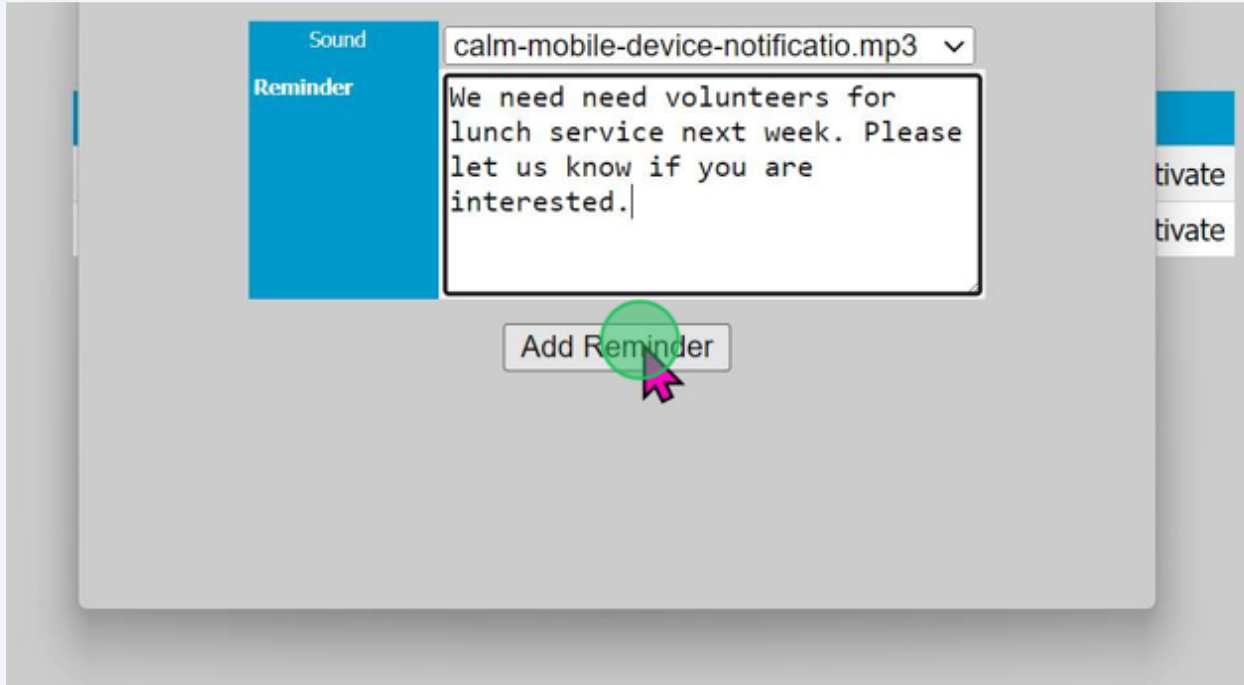 Sound
calm-mobile-device-notificatio.mp3
Reminder
We need need volunteers for
lunch service next week. Please
let us know if you are
interested.
tivate
tivate
Add Reminder